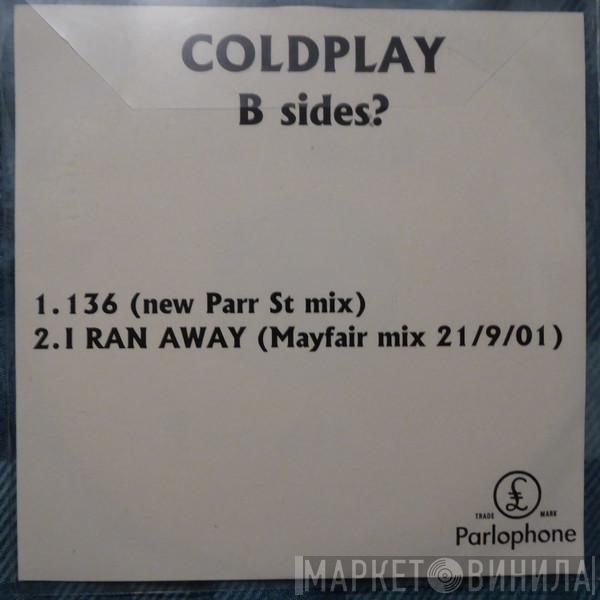 COLDPLAY
B sides?
1.136 (new Parr St mix)
2.I RAN AWAY (Mayfair mix 21/9/01)
£
TRADE MARK
Parlophone
МАРКЕТ ВИНИЛА